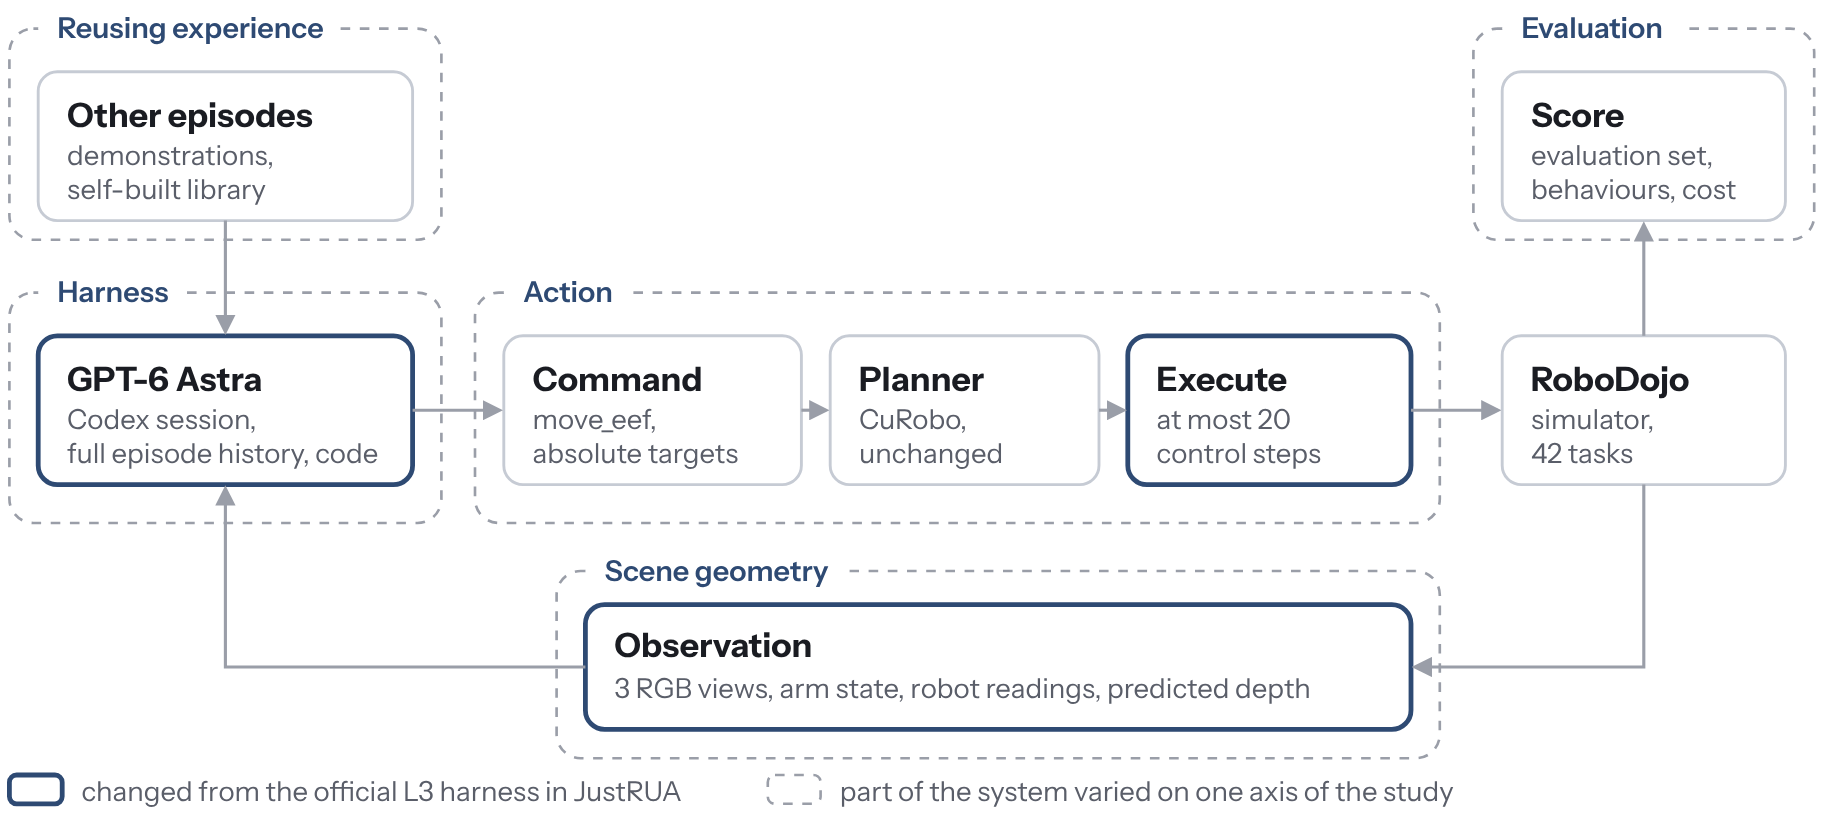 Reusing experience
Other episodes
demonstrations,
self-built library
Evaluation
Score
evaluation set,
behaviours, cost
Harness
GPT-6 Astra
Codex session,
full episode history, code
Action
Command
move_eef,
absolute targets
Planner
CuRobo,
unchanged
Execute
at most 20
control steps
RoboDojo
simulator,
42 tasks
Scene geometry
Observation
3 RGB views, arm state, robot readings, predicted depth
changed from the official L3 harness in JustRUA
part of the system varied on one axis of the study